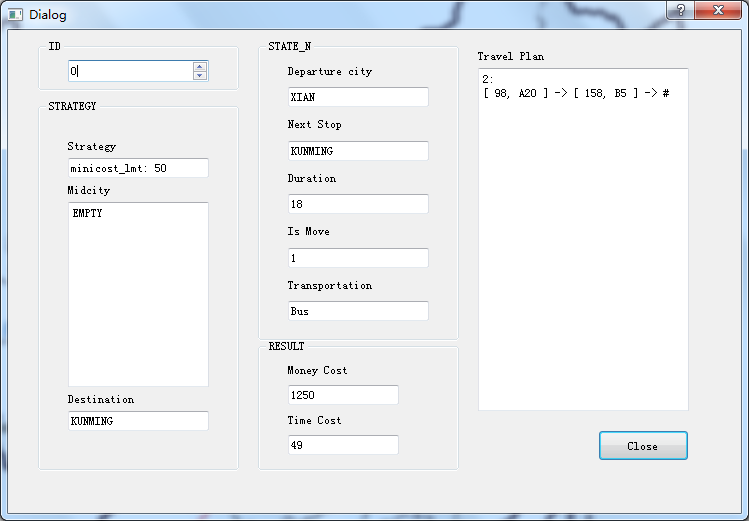 Dialog
ID
0
STRATEGY
Strategy
minicost_lmt: 50
Midcity
EMPTY
Destination
KUNMING
STATE_N
Departure city
XIAN
Next Stop
KUNMING
Duration
18
Is Move
1
Transportation
Bus
RESULT
Money Cost
1250
Time Cost
49
Travel Plan
2:
[ 98, A20 ] -> [ 158, B5 ] -> #
Close